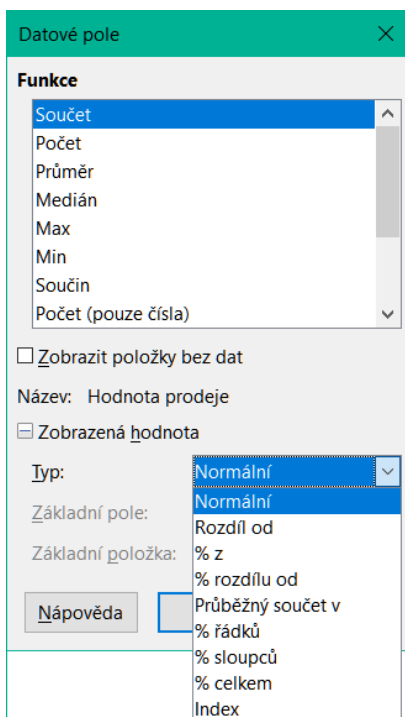 Datové pole
Funkce
Součet
Počet
Průměr
Medián
Max
Min
Součin
Počet (pouze čísla)
Zobrazit položky bez dat
Název: Hodnota prodeje
Zobrazená hodnota
Typ: Normální
Normální
Základní pole:
Rozdíl od
% z
Základní položka:
% rozdílu od
Průběžný součet v
Nápověda
% řádků
% sloupců
% celkem
Index